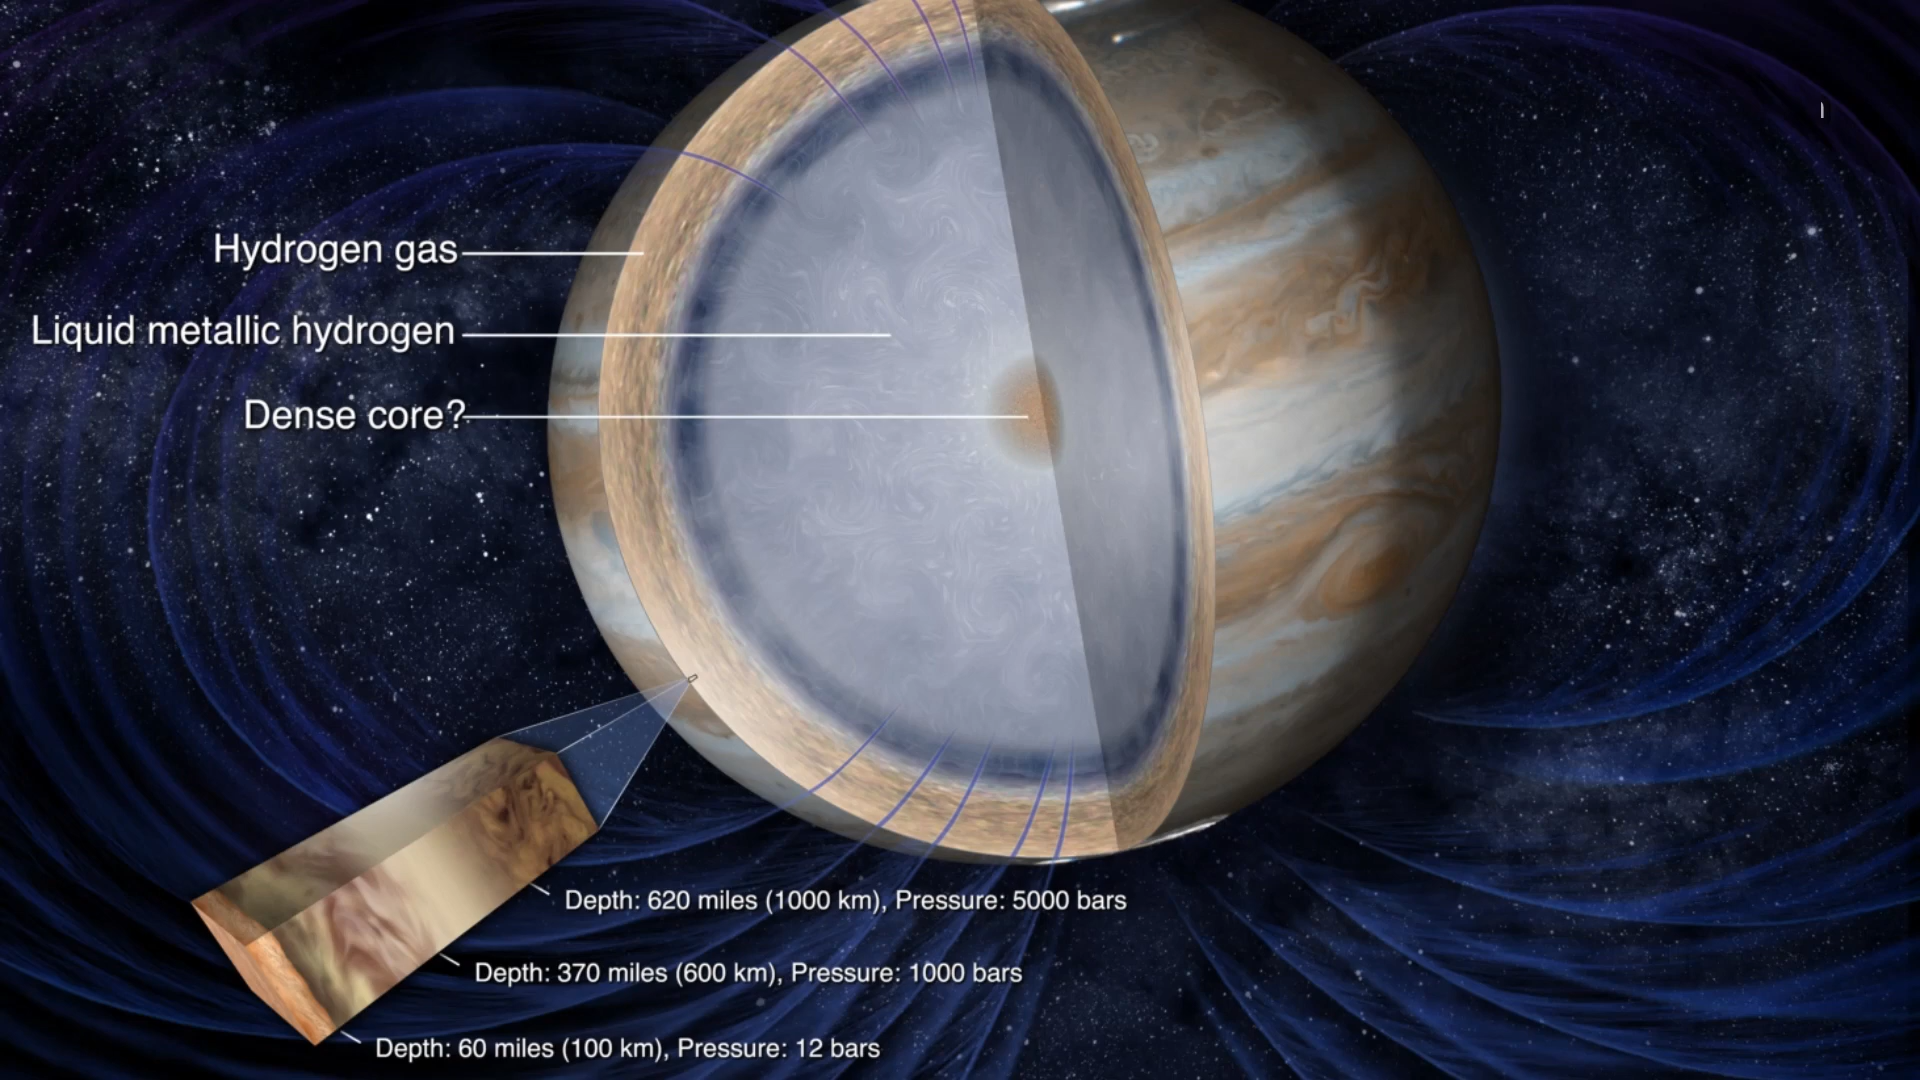 Hydrogen gas
Liquid metallic hydrogen
Dense core?
Depth: 620 miles (1000 km), Pressure: 5000 bars
Depth: 370 miles (600 km), Pressure: 1000 bars
Depth: 60 miles (100 km), Pressure: 12 bars